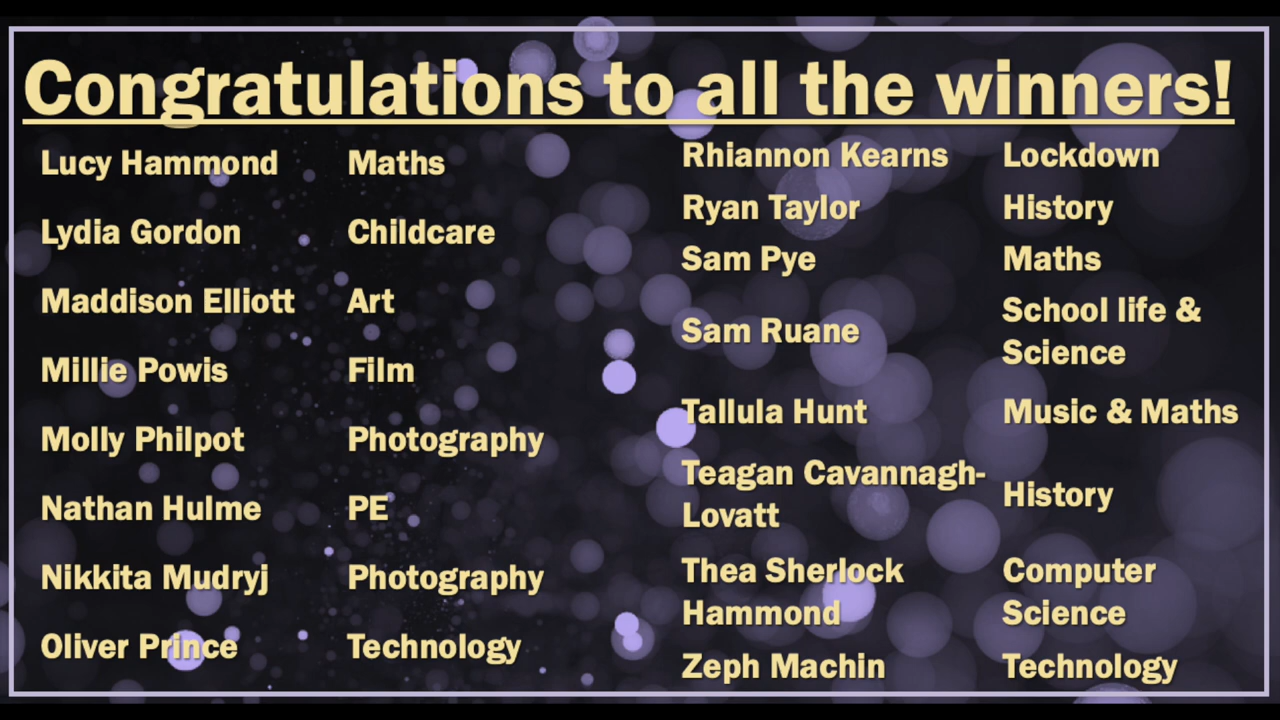 Congratulations to all the winners!
Lucy Hammond Maths
Lydia Gordon Childcare
Maddison Elliott Art
Millie Powis Film
Molly Philpot Photography
Nathan Hulme PE
Nikkita Mudryj Photography
Oliver Prince Technology
Rhiannon Kearns Lockdown
Ryan Taylor History
Sam Pye Maths
Sam Ruane School life &
Science
Tallula Hunt Music & Maths
Teagan Cavannagh-
Lovatt History
Thea Sherlock Computer
Hammond Science
Zeph Machin Technology